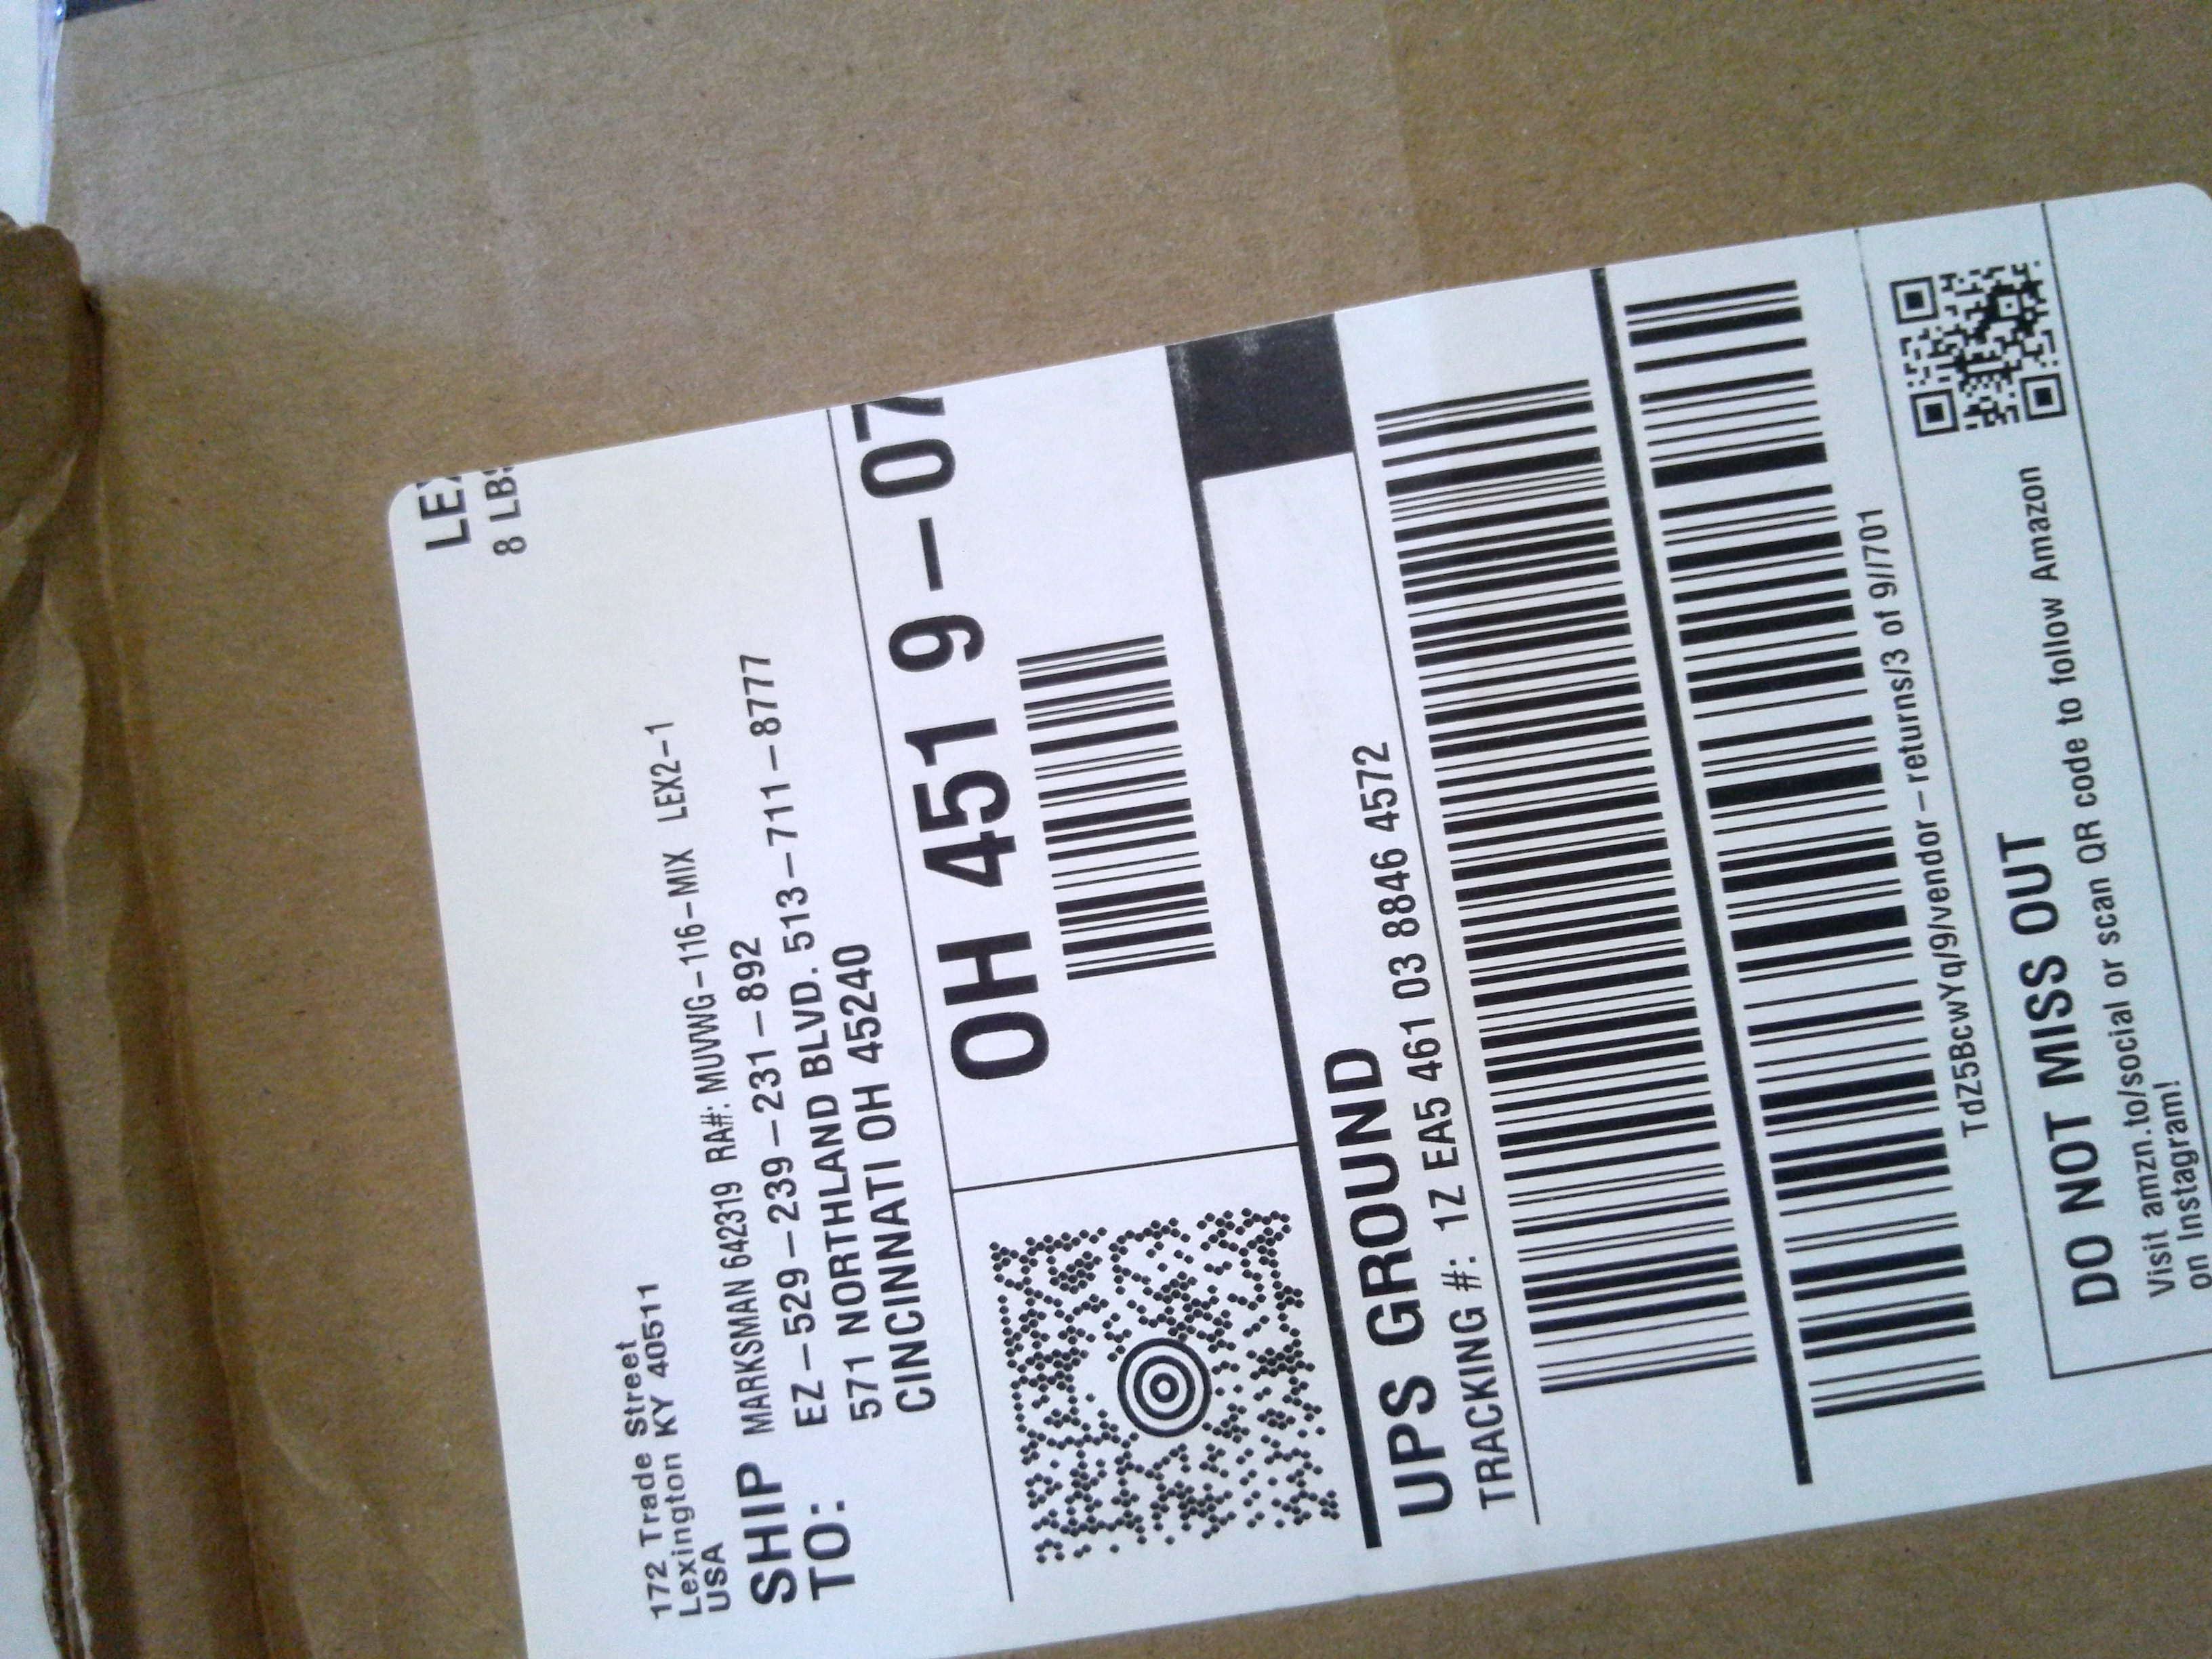 LEX
8 LBS
172 Trade Street
Lexington KY 40511
USA
SHIP
TO:
MARKSMAN 642319 RA#: MUVWG-116-MIX LEX2-1
EZ-529-239-231-892
571 NORTHLAND BLVD. 513-711-8777
CINCINNATI OH 45240
OH 451 9-07
UPS GROUND
TRACKING #: 1Z EA5 461 03 8846 4572
TdZ5BcwYq/9/vendor-returns/3 of 9//701
DO NOT MISS OUT
Visit amzn.to/social or scan QR code to follow Amazon
on Instagram!